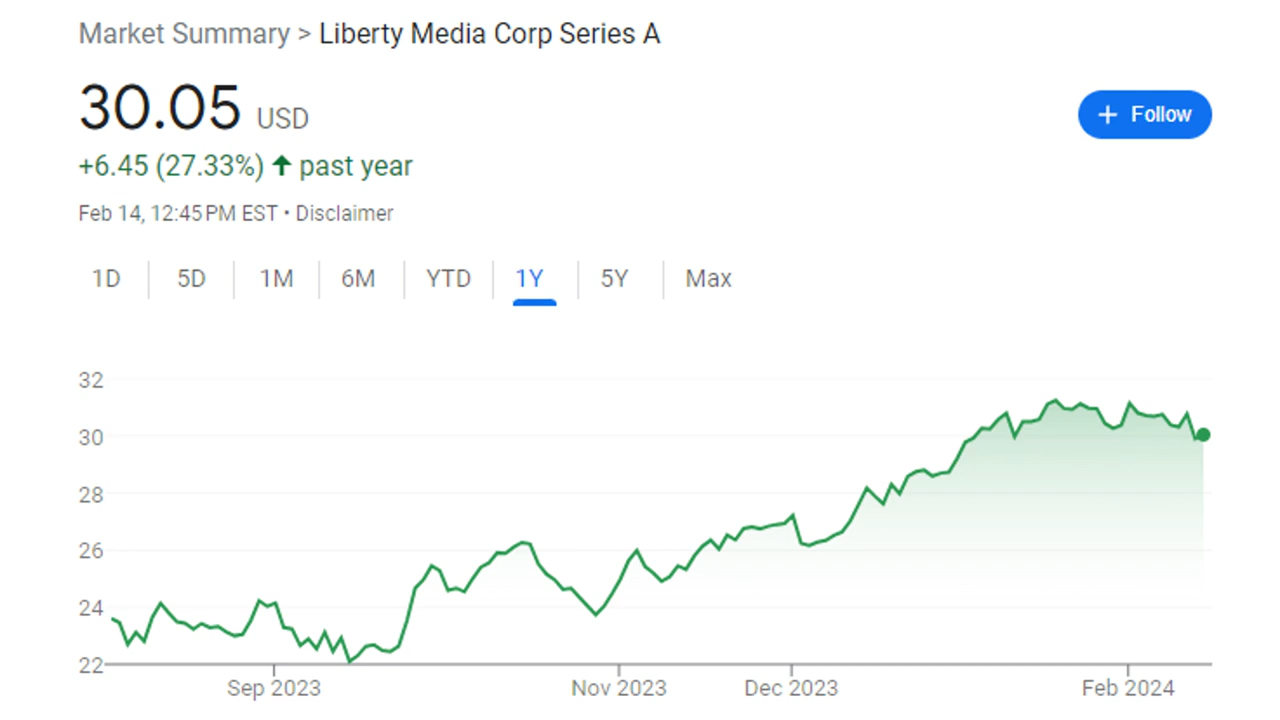 Market Summary > Liberty Media Corp Series A
30.05 USD
+ Follow
+6.45 (27.33%) ↑ past year
Feb 14, 12:45 PM EST • Disclaimer
1D 5D 1M 6M YTD 1Y 5Y Max
32
30
28
26
24
22
Sep 2023 Nov 2023 Dec 2023 Feb 2024